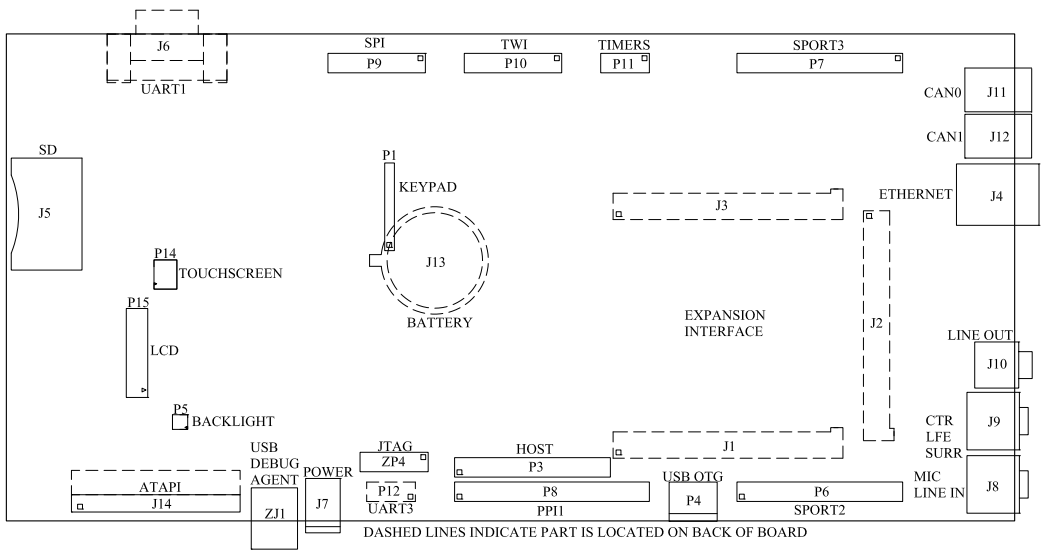 J6
UART1
SPI
P9
TWI
P10
TIMERS
P11
SPORT3
P7
CAN0
J11
CAN1
J12
ETHERNET
J4
SD
J5
P1
KEYPAD
J3
P14
TOUCHSCREEN
J13
BATTERY
P15
LCD
EXPANSION
INTERFACE
J2
LINE OUT
J10
P5
BACKLIGHT
CTR
LFE
SURR
J9
USB
DEBUG
AGENT
ZJ1
POWER
J7
JTAG
ZP4
HOST
P3
J1
ATAPI
J14
P12
UART3
P8
PPI1
USB OTG
P4
P6
SPORT2
MIC
LINE IN
J8
DASHED LINES INDICATE PART IS LOCATED ON BACK OF BOARD